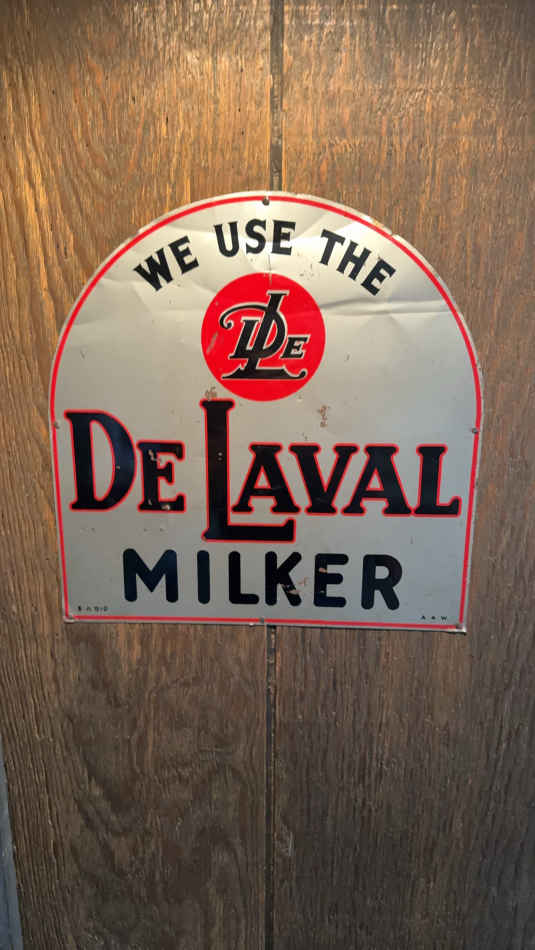 WE USE THE
DLE
DE LAVAL
MILKER
A & W